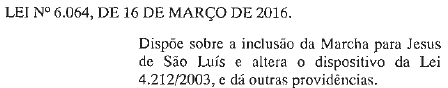 LEI Nº 6.064, DE 16 DE MARÇO DE 2016.
Dispõe sobre a inclusão da Marcha para Jesus
de São Luís e altera o dispositivo da Lei
4.212/2003, e dá outras providências.